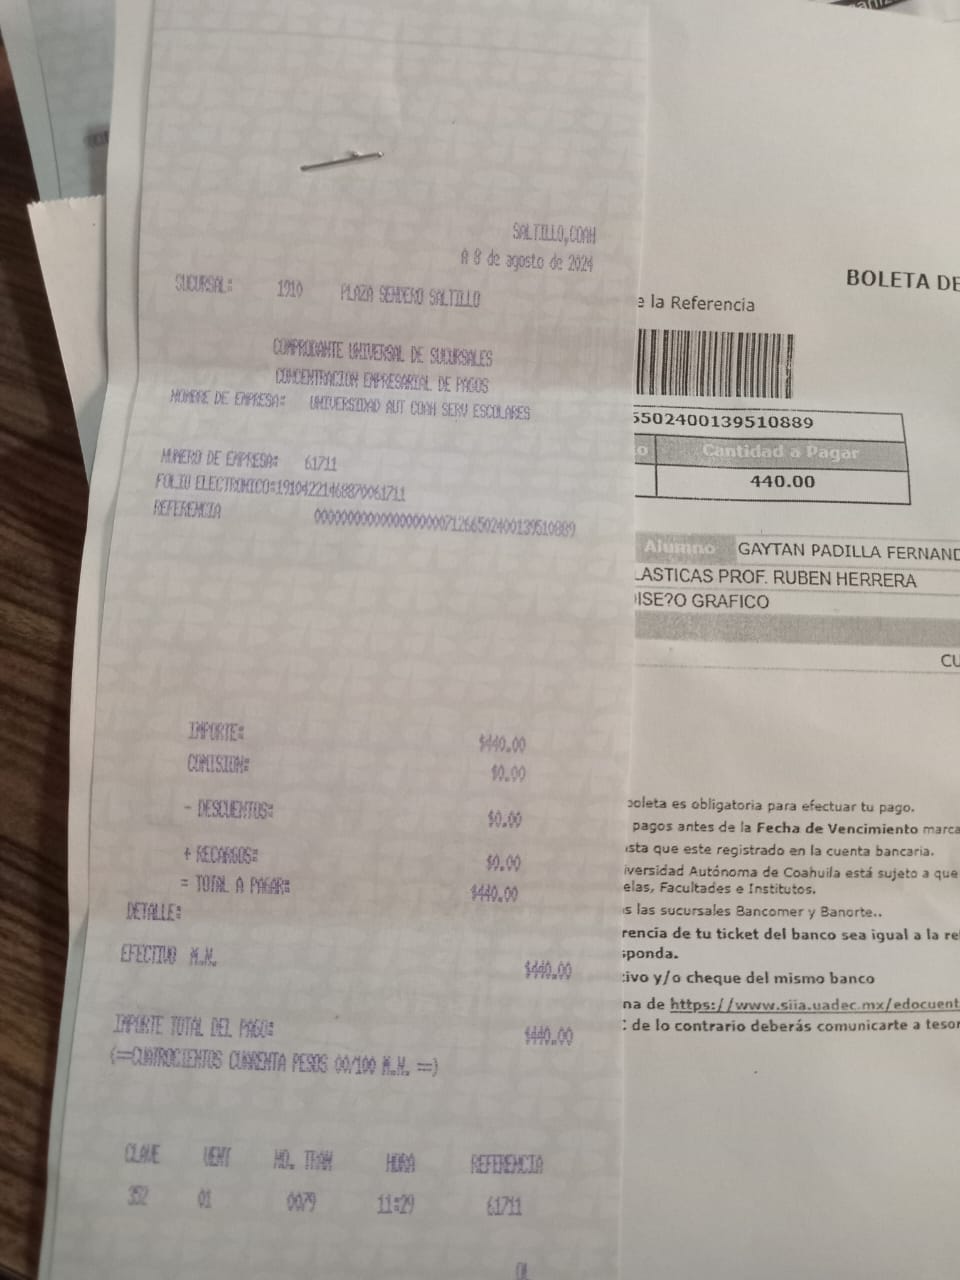 SALTILLO,COAH
A 8 de agosto de 2024
SUCURSAL: 1910 PLAZA SENDERO SALTILLO
COMPROBANTE UNIVERSAL DE SUCURSALES
CONCENTRACION EMPRESARIAL DE PAGOS
NOMBRE DE EMPRESA: UNIVERSIDAD AUT COAH SERV ESCOLARES
NUMERO DE EMPRESA: 61711
FOLIO ELECTRONICO:19104221468870061711
REFERENCIA
IMPORTE: $440.00
COMISION: $0.00
- DESCUENTOS: $0.00
+ RECARGOS: $0.00
= TOTAL A PAGAR: $440.00
DETALLE:
EFECTIVO M.N. $440.00
IMPORTE TOTAL DEL PAGO: $440.00
(==CUATROCIENTOS CUARENTA PESOS 00/100 M.N. ==)
CLAVE VENT NO. TRAN HORA REFERENCIA
352 01 0079 11:29 61711
BOLETA DE
e la Referencia
5502400139510889
o Cantidad a Pagar
440.00
Alumno GAYTAN PADILLA FERNAND
LASTICAS PROF. RUBEN HERRERA
DISE?O GRAFICO
CU
boleta es obligatoria para efectuar tu pago.
pagos antes de la Fecha de Vencimiento marca
sta que este registrado en la cuenta bancaria.
iversidad Autónoma de Coahuila está sujeto a que
elas, Facultades e Institutos.
s las sucursales Bancomer y Banorte..
rencia de tu ticket del banco sea igual a la re
sponda.
tivo y/o cheque del mismo banco
na de https://www.siia.uadec.mx/edocuent
C de lo contrario deberás comunicarte a tesor